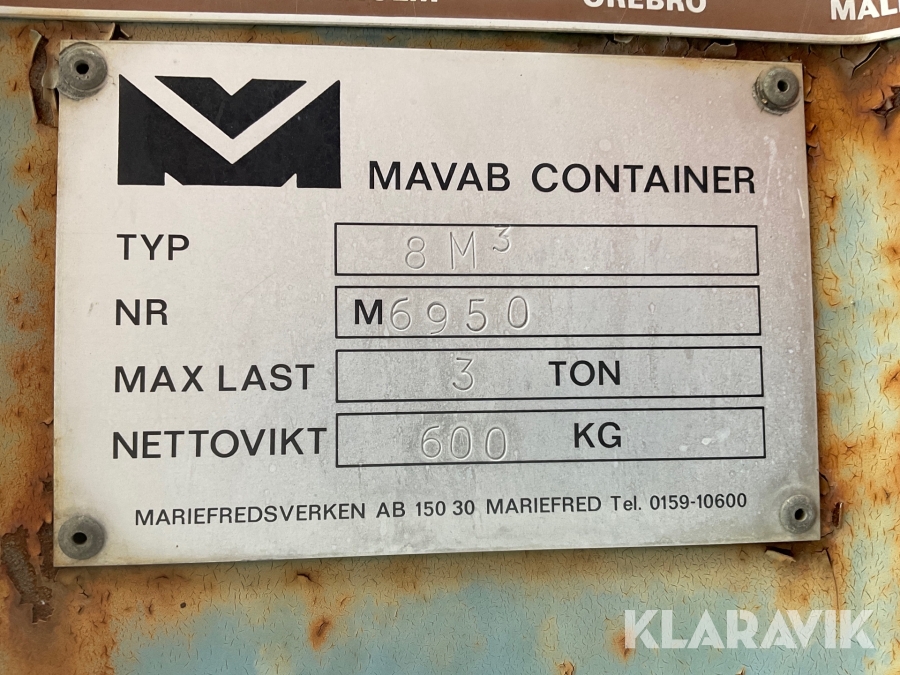 ÖREBRO
MAVAB CONTAINER
TYP 8 M³
NR M6950
MAX LAST 3 TON
NETTOVIKT 600 KG
MARIEFREDSVERKEN AB 150 30 MARIEFRED Tel. 0159-10600
KLARAVIK